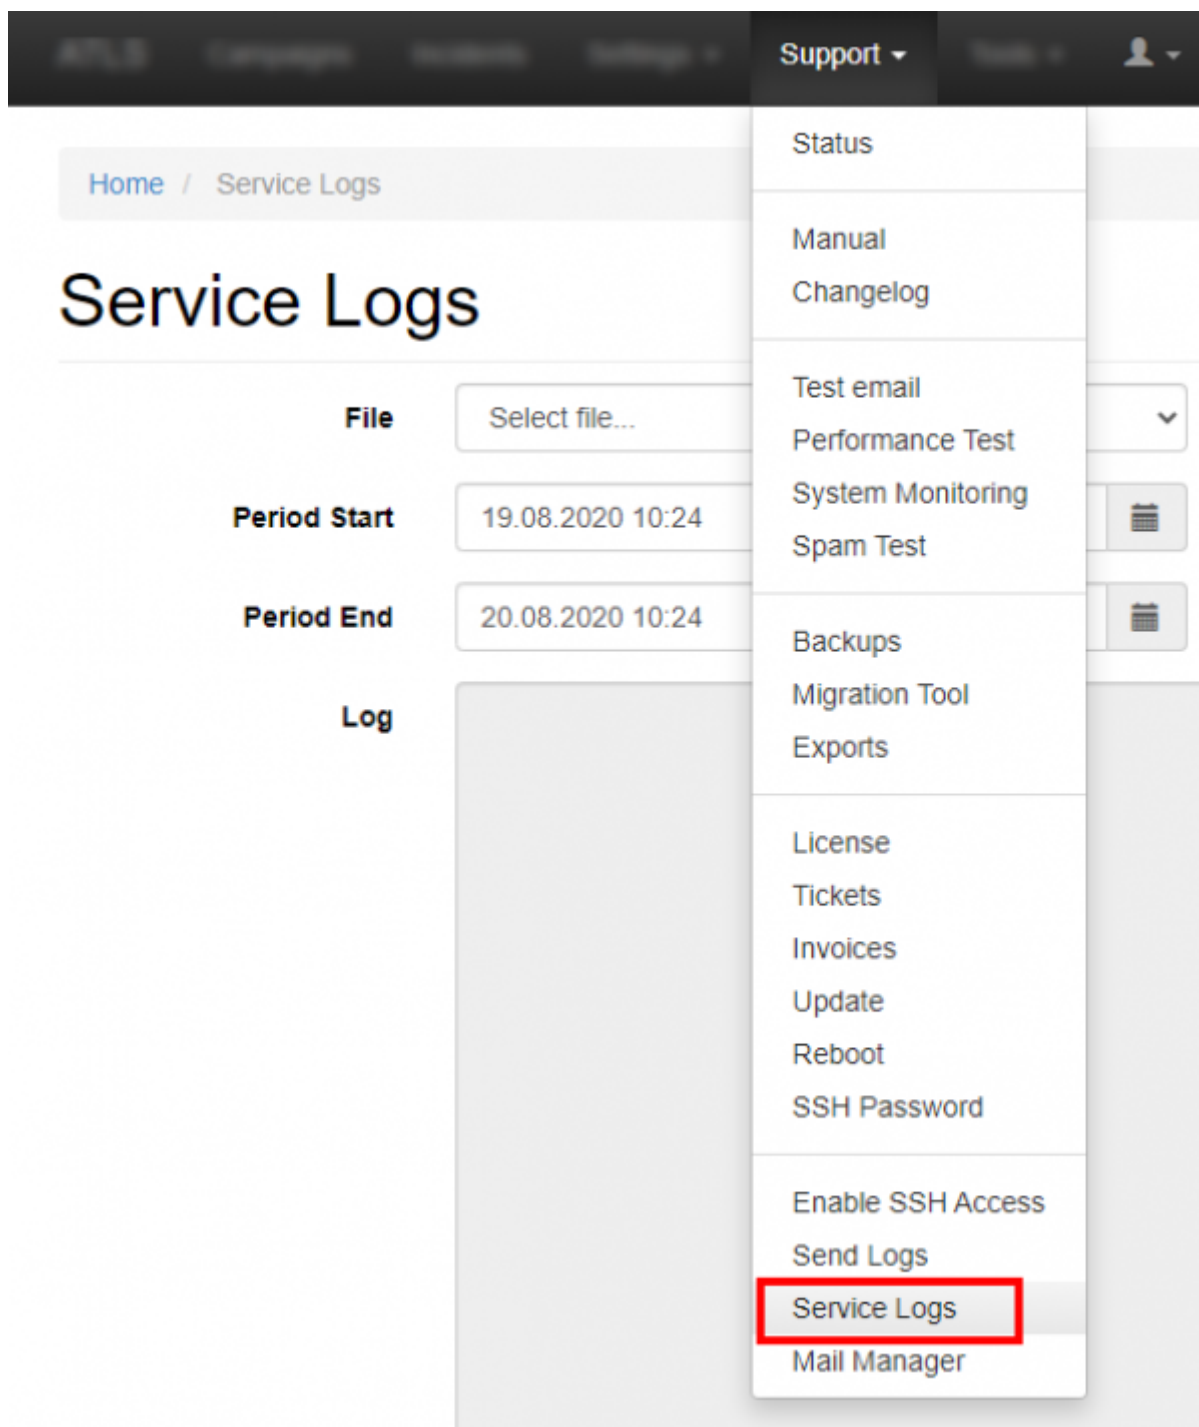 Support
Home / Service Logs
Service Logs
File
Select file...
Period Start
19.08.2020 10:24
Period End
20.08.2020 10:24
Log
Status
Manual
Changelog
Test email
Performance Test
System Monitoring
Spam Test
Backups
Migration Tool
Exports
License
Tickets
Invoices
Update
Reboot
SSH Password
Enable SSH Access
Send Logs
Service Logs
Mail Manager